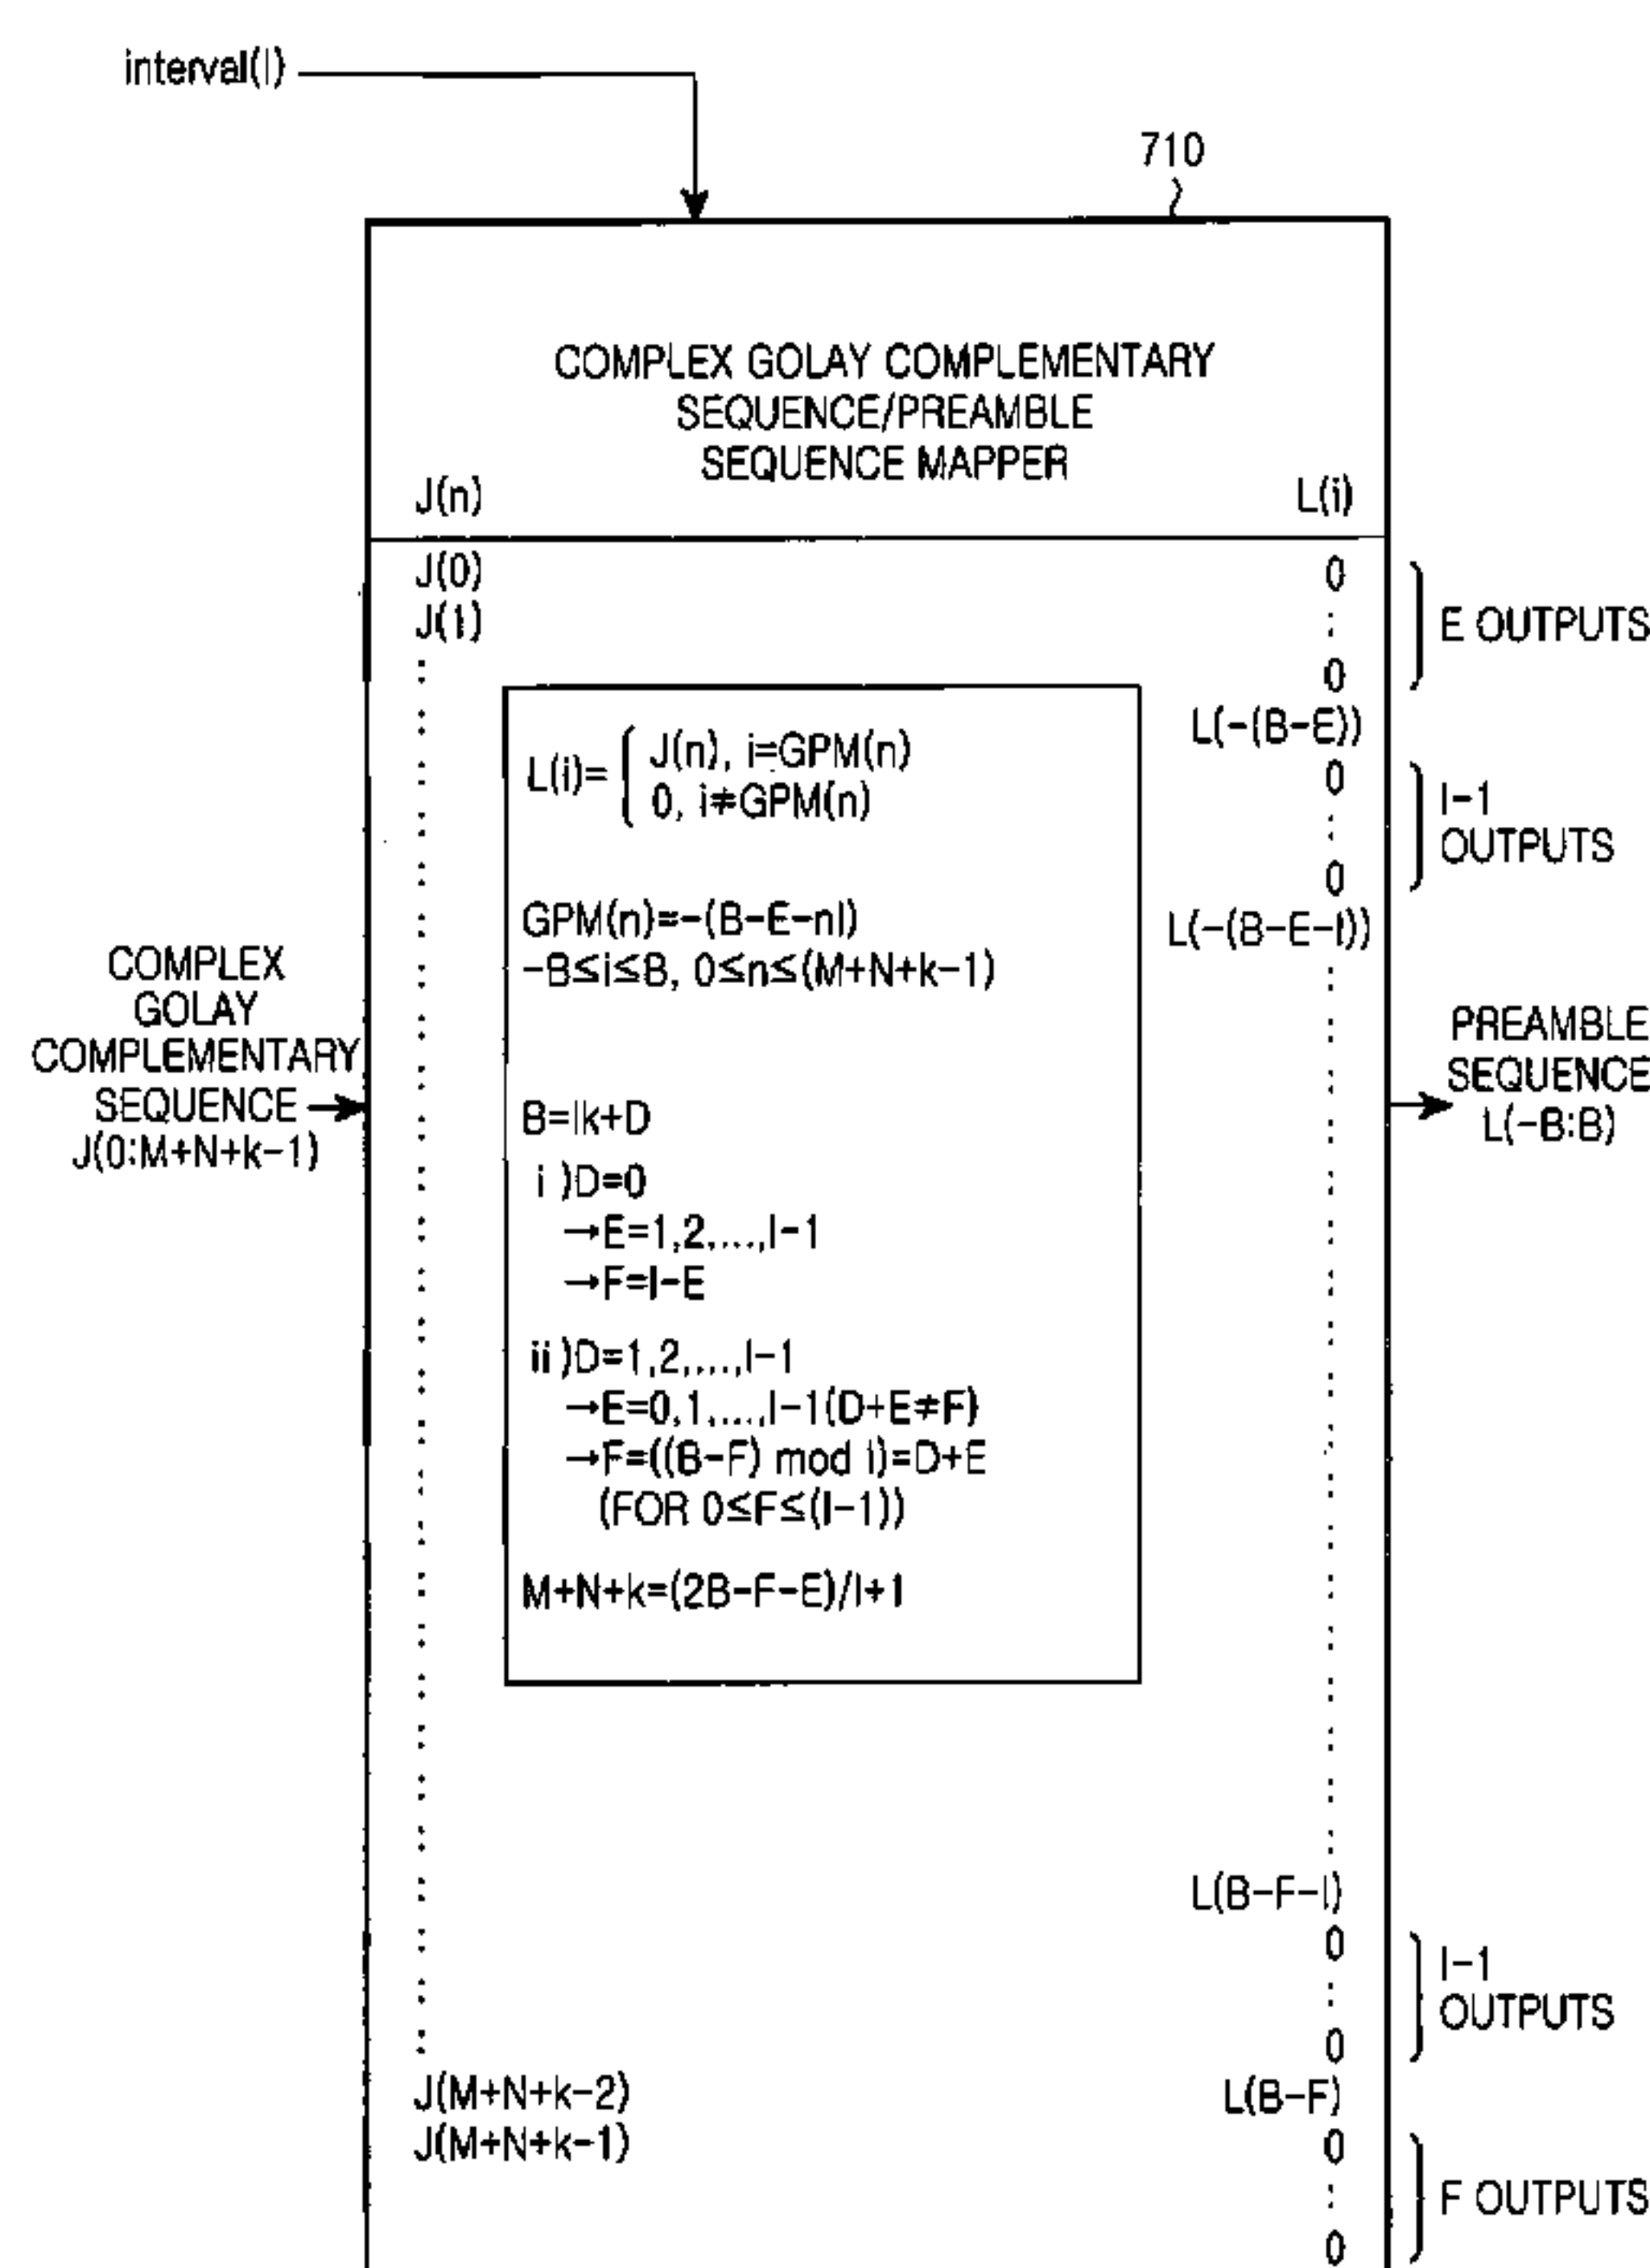 interval(I)
710
COMPLEX GOLAY COMPLEMENTARY
SEQUENCE/PREAMBLE
SEQUENCE MAPPER
J(n)
L(i)
J(0)
J(1)
0
0
E OUTPUTS
L(-(B-E))
0
0
I-1
OUTPUTS
L(-(B-E-I))
L(i)= { J(n), i=GPM(n)
0, i≠GPM(n)
GPM(n)=-(B-E-nI)
-B≤i≤B, 0≤n≤(M+N+k-1)
B=Ik+D
i )D=0
→E=1,2,...,I-1
→F=I-E
ii )D=1,2,...,I-1
→E=0,1,...,I-1(D+E≠F)
→F=((B-F) mod i)=D+E
(FOR 0≤F≤(I-1))
M+N+k=(2B-F-E)/I+1
COMPLEX
GOLAY
COMPLEMENTARY
SEQUENCE
J(0:M+N+k-1)
PREAMBLE
SEQUENCE
L(-B:B)
L(B-F-I)
0
0
I-1
OUTPUTS
J(M+N+k-2)
J(M+N+k-1)
L(B-F)
0
0
F OUTPUTS